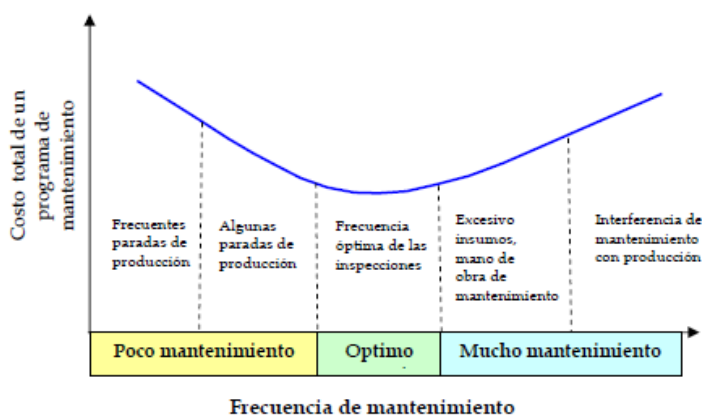 Costo total de un
programa de
mantenimiento
Frecuentes
paradas de
producción
Algunas
paradas de
producción
Frecuencia
óptima de las
inspecciones
Excesivo
insumos,
mano de
obra de
mantenimiento
Interferencia de
mantenimiento
con producción
Poco mantenimiento
Optimo
Mucho mantenimiento
Frecuencia de mantenimiento